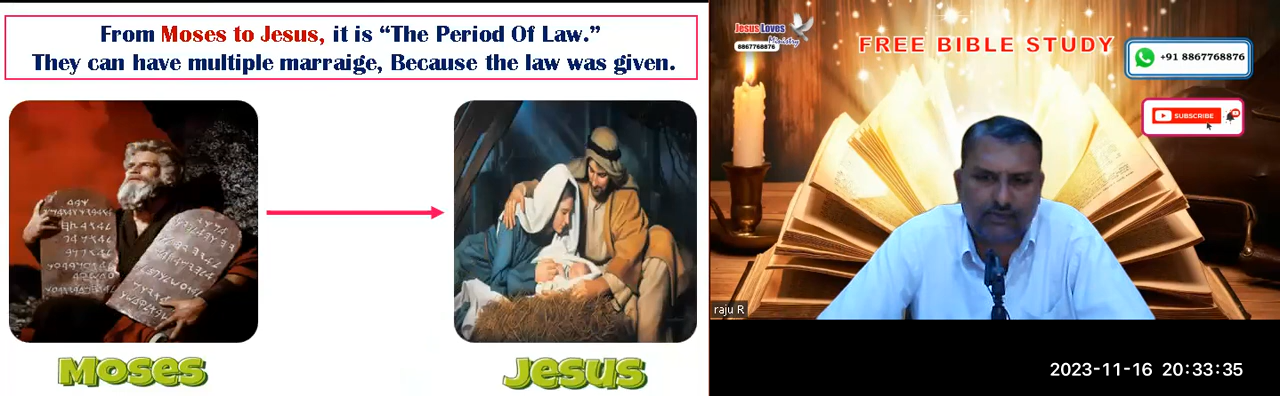 From Moses to Jesus, it is “The Period Of Law.”
They can have multiple marraige, Because the law was given.
Moses
Jesus
Jesus Loves
Ministry
8867768876
FREE BIBLE STUDY
+91 8867768876
SUBSCRIBE
raju R
2023-11-16 20:33:35